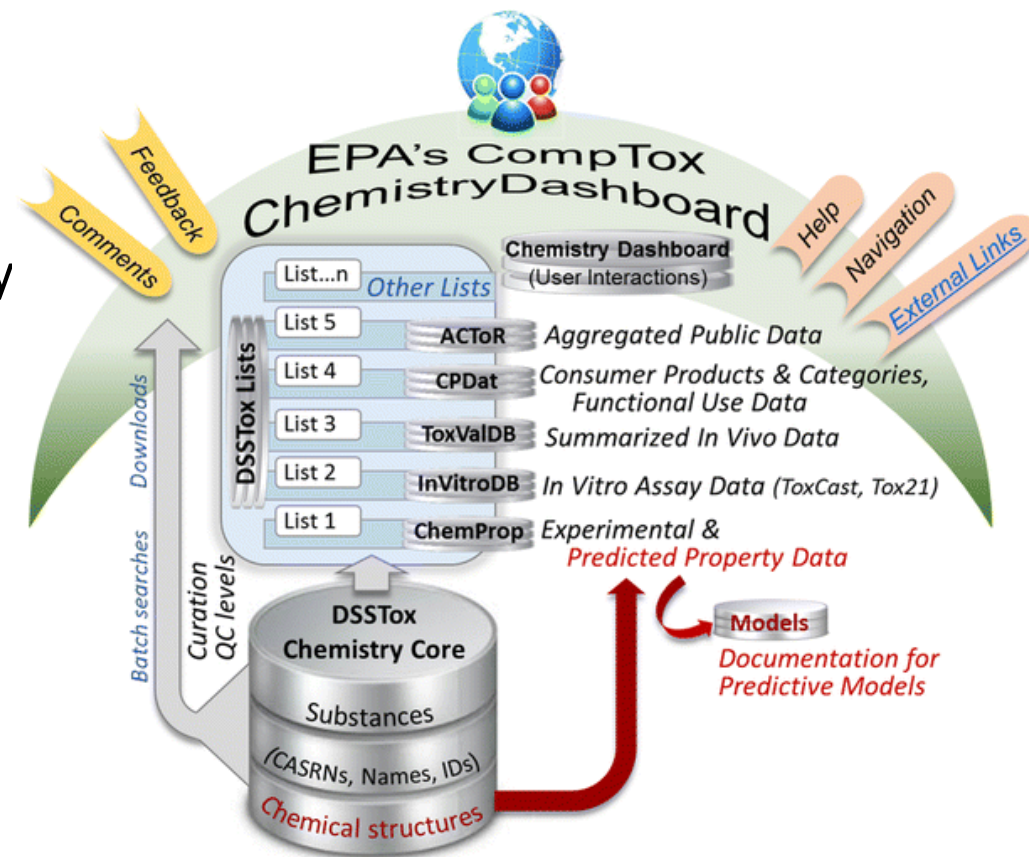 EPA's CompTox
ChemistryDashboard
Feedback
Comments
Help
Navigation
External Links
y
Chemistry Dashboard
(User Interactions)
List...n
Other Lists
DSSTox Lists
List 5
ACToR
Aggregated Public Data
List 4
CPDat
Consumer Products & Categories,
Functional Use Data
List 3
ToxValDB
Summarized In Vivo Data
List 2
InVitroDB
In Vitro Assay Data (ToxCast, Tox21)
List 1
ChemProp
Experimental &
Predicted Property Data
Models
Documentation for
Predictive Models
Batch searches
Downloads
Curation
QC levels
DSSTox
Chemistry Core
Substances
(CASRNs, Names, IDs)
Chemical structures